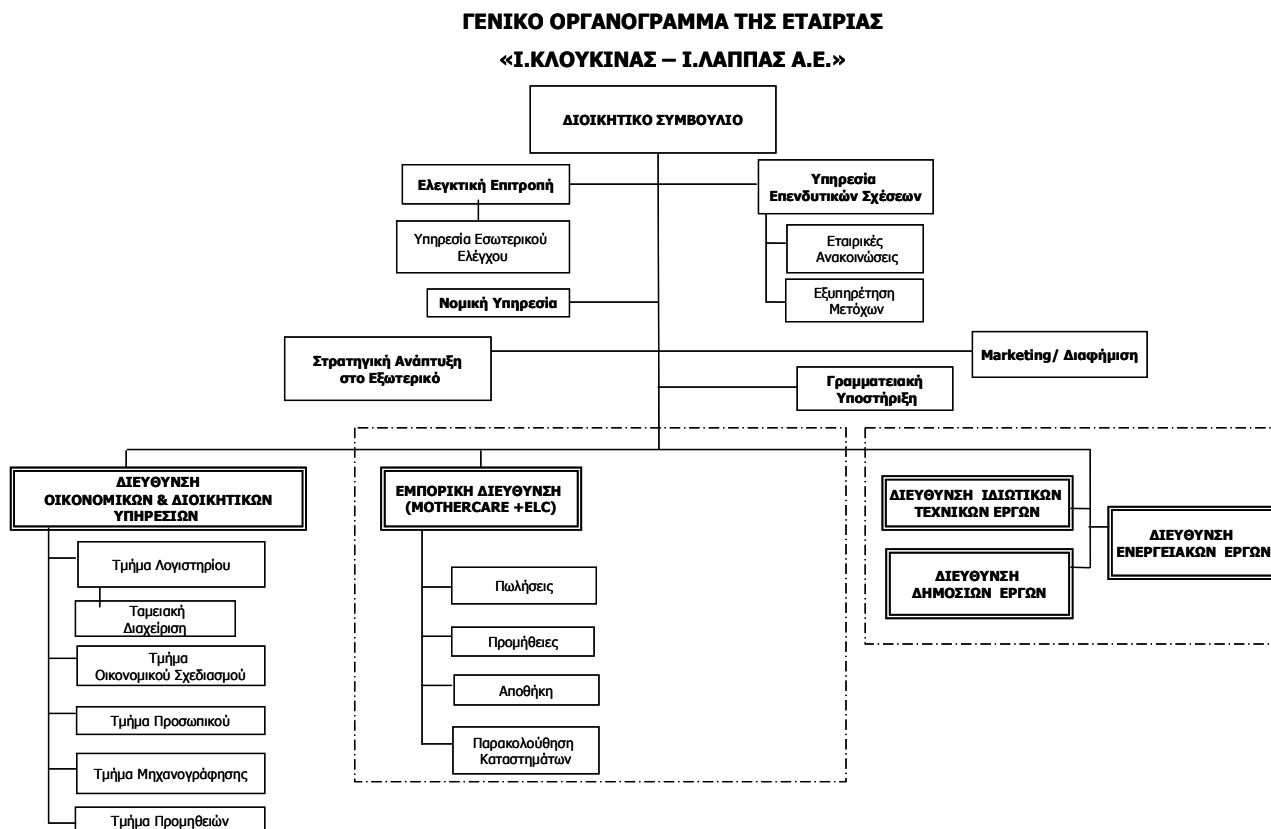 ΓΕΝΙΚΟ ΟΡΓΑΝΟΓΡΑΜΜΑ ΤΗΣ ΕΤΑΙΡΙΑΣ
«Ι.ΚΛΟΥΚΙΝΑΣ – Ι.ΛΑΠΠΑΣ Α.Ε.»
ΔΙΟΙΚΗΤΙΚΟ ΣΥΜΒΟΥΛΙΟ
Ελεγκτική Επιτροπή
Υπηρεσία
Επενδυτικών Σχέσεων
Υπηρεσία Εσωτερικού
Ελέγχου
Εταιρικές
Ανακοινώσεις
Εξυπηρέτηση
Μετόχων
Νομική Υπηρεσία
Στρατηγική Ανάπτυξη
στο Εξωτερικό
Marketing/ Διαφήμιση
Γραμματειακή
Υποστήριξη
ΔΙΕΥΘΥΝΣΗ
ΟΙΚΟΝΟΜΙΚΩΝ & ΔΙΟΙΚΗΤΙΚΩΝ
ΥΠΗΡΕΣΙΩΝ
Τμήμα Λογιστηρίου
Ταμειακή
Διαχείριση
Τμήμα
Οικονομικού Σχεδιασμού
Τμήμα Προσωπικού
Τμήμα Μηχανογράφησης
Τμήμα Προμηθειών
ΕΜΠΟΡΙΚΗ ΔΙΕΥΘΥΝΣΗ
(MOTHERCARE +ELC)
Πωλήσεις
Προμήθειες
Αποθήκη
Παρακολούθηση
Καταστημάτων
ΔΙΕΥΘΥΝΣΗ ΙΔΙΩΤΙΚΩΝ
ΤΕΧΝΙΚΩΝ ΕΡΓΩΝ
ΔΙΕΥΘΥΝΣΗ
ΔΗΜΟΣΙΩΝ ΕΡΓΩΝ
ΔΙΕΥΘΥΝΣΗ
ΕΝΕΡΓΕΙΑΚΩΝ ΕΡΓΩΝ